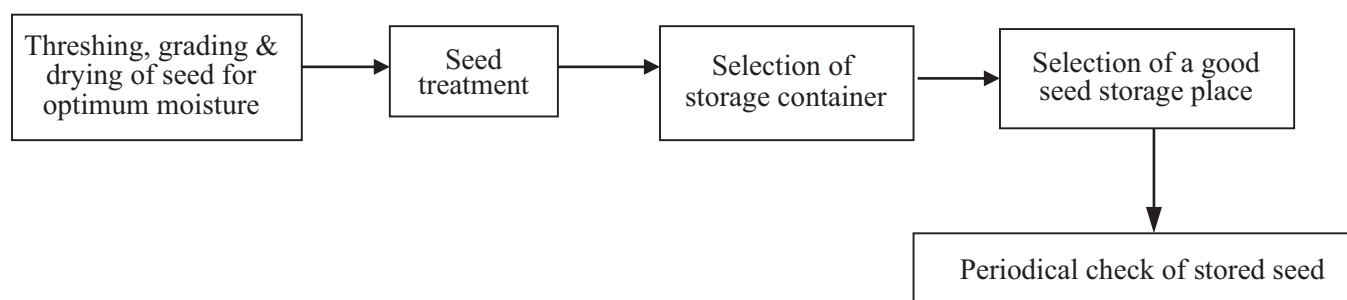 Threshing, grading &
drying of seed for
optimum moisture
Seed
treatment
Selection of
storage container
Selection of a good
seed storage place
Periodical check of stored seed